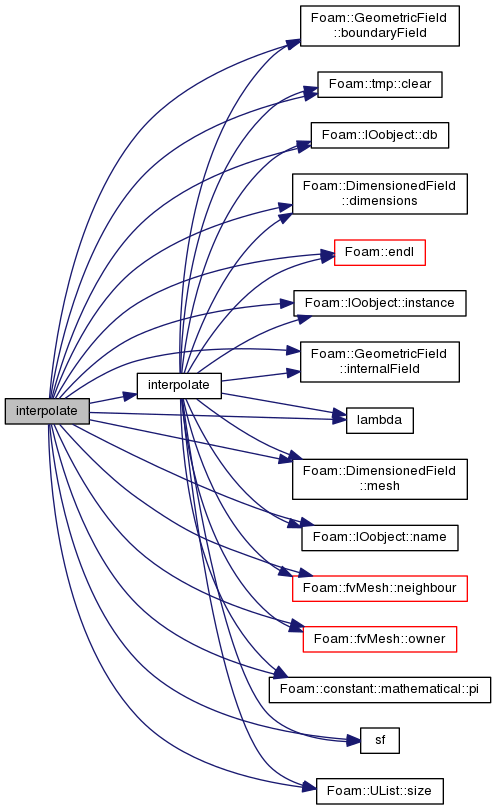 Foam::GeometricField
::boundaryField
Foam::tmp::clear
Foam::IOobject::db
Foam::DimensionedField
::dimensions
Foam::endl
Foam::IOobject::instance
Foam::GeometricField
::internalField
interpolate
interpolate
lambda
Foam::DimensionedField
::mesh
Foam::IOobject::name
Foam::fvMesh::neighbour
Foam::fvMesh::owner
Foam::constant::mathematical::pi
sf
Foam::UList::size